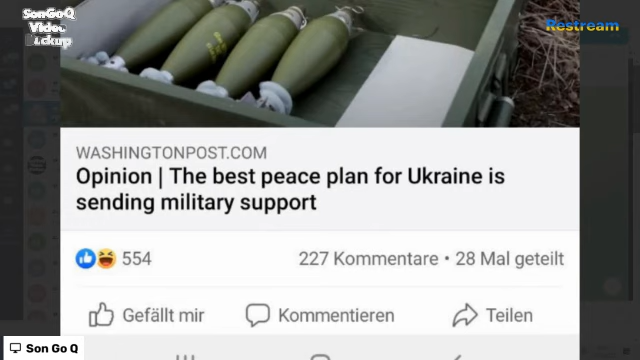 SonGoQ
Video
Backup
Restream
WASHINGTONPOST.COM
Opinion | The best peace plan for Ukraine is
sending military support
554
227 Kommentare • 28 Mal geteilt
Gefällt mir
Kommentieren
Teilen
Son Go Q